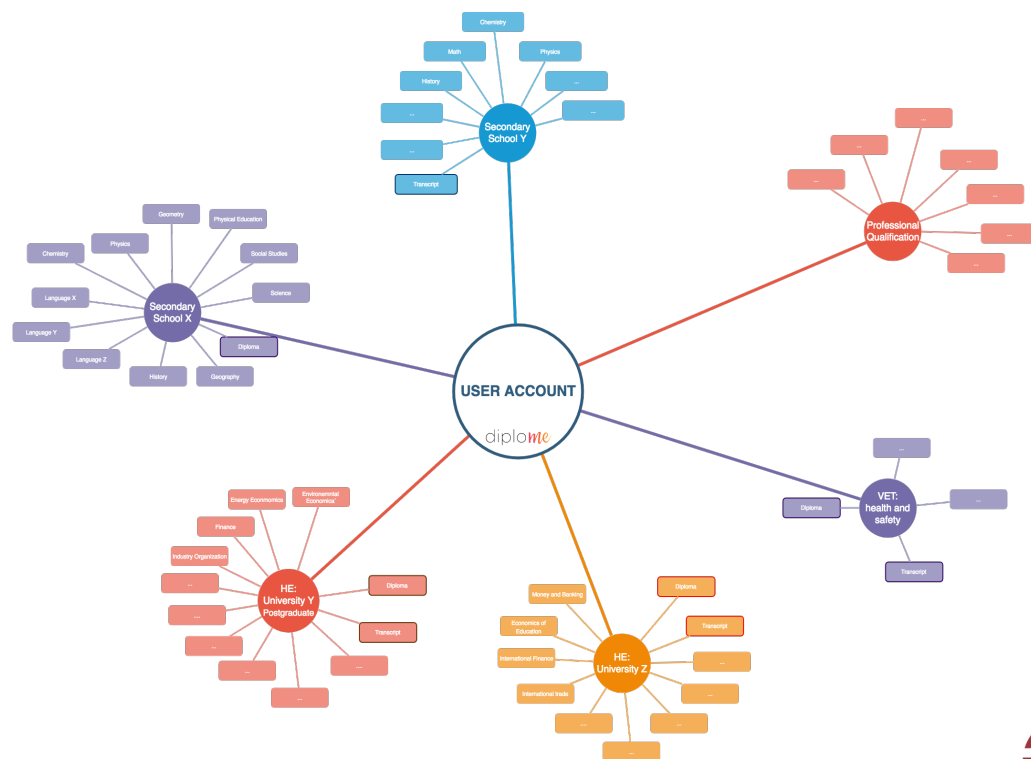 Chemistry
Math
Physics
History
...
...
...
...
Secondary
School Y
Transcript
...
...
...
...
...
...
...
Professional
Qualification
Geometry
Physical Education
Physics
Social Studies
Chemistry
Science
Language X
Secondary
School X
Language Y
Diploma
Language Z
History
Geography
USER ACCOUNT
diplome
...
...
VET:
health and
safety
Diploma
Transcript
Energy Econmomics
Environemntal
Economics`
Finance
Industry Organization
...
....
...
...
...
....
HE:
University Y
Postgraduate
Diploma
Transcript
Money and Banking
Diploma
Economics of
Education
Transcript
International Finance
HE:
University Z
...
International trade
...
....
....
...